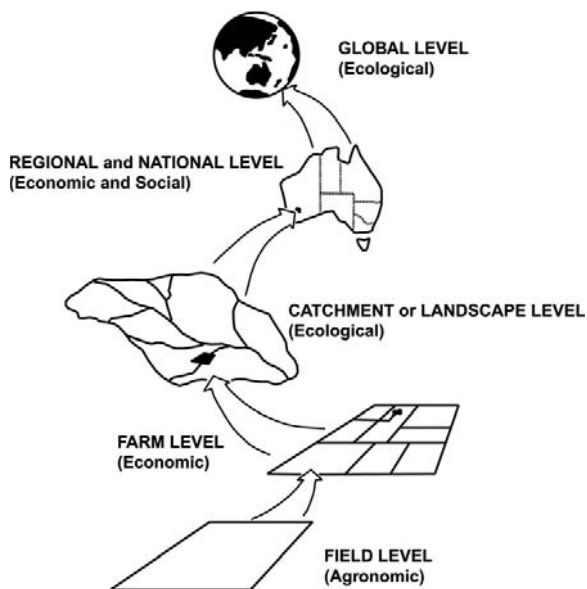 GLOBAL LEVEL
(Ecological)
REGIONAL and NATIONAL LEVEL
(Economic and Social)
CATCHMENT or LANDSCAPE LEVEL
(Ecological)
FARM LEVEL
(Economic)
FIELD LEVEL
(Agronomic)